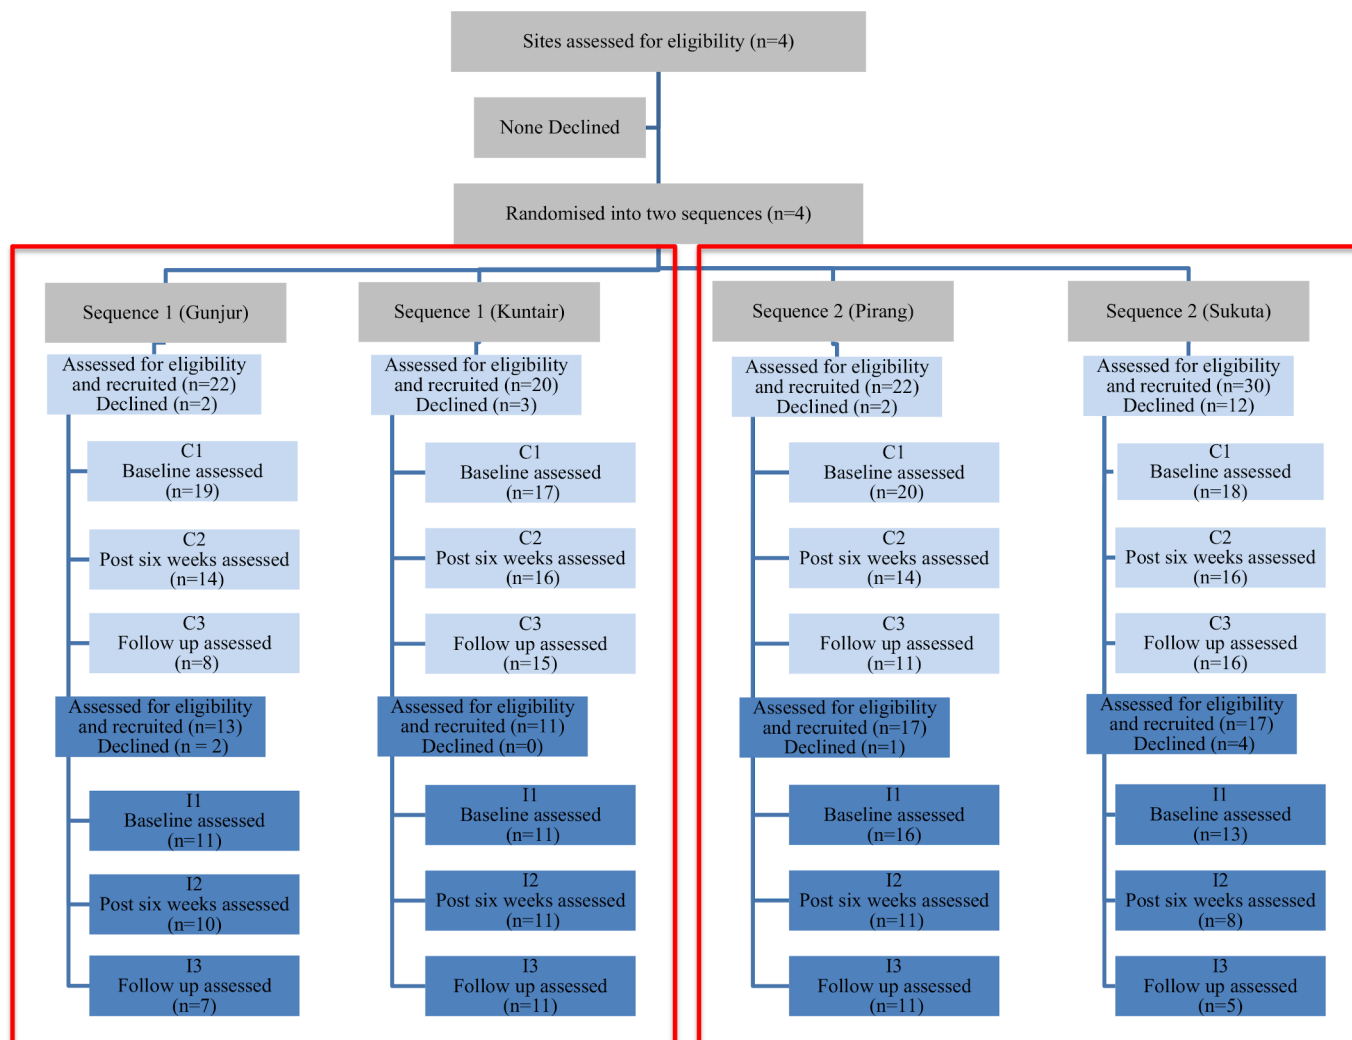 Sites assessed for eligibility (n=4)
None Declined
Randomised into two sequences (n=4)
Sequence 1 (Gunjur)
Assessed for eligibility
and recruited (n=22)
Declined (n=2)
C1
Baseline assessed
(n=19)
C2
Post six weeks assessed
(n=14)
C3
Follow up assessed
(n=8)
Assessed for eligibility
and recruited (n=13)
Declined (n = 2)
I1
Baseline assessed
(n=11)
I2
Post six weeks assessed
(n=10)
I3
Follow up assessed
(n=7)
Sequence 1 (Kuntair)
Assessed for eligibility
and recruited (n=20)
Declined (n=3)
C1
Baseline assessed
(n=17)
C2
Post six weeks assessed
(n=16)
C3
Follow up assessed
(n=15)
Assessed for eligibility
and recruited (n=11)
Declined (n=0)
I1
Baseline assessed
(n=11)
I2
Post six weeks assessed
(n=11)
I3
Follow up assessed
(n=11)
Sequence 2 (Pirang)
Assessed for eligibility
and recruited (n=22)
Declined (n=2)
C1
Baseline assessed
(n=20)
C2
Post six weeks assessed
(n=14)
C3
Follow up assessed
(n=11)
Assessed for eligibility
and recruited (n=17)
Declined (n=1)
I1
Baseline assessed
(n=16)
I2
Post six weeks assessed
(n=11)
I3
Follow up assessed
(n=11)
Sequence 2 (Sukuta)
Assessed for eligibility
and recruited (n=30)
Declined (n=12)
C1
Baseline assessed
(n=18)
C2
Post six weeks assessed
(n=16)
C3
Follow up assessed
(n=16)
Assessed for eligibility
and recruited (n=17)
Declined (n=4)
I1
Baseline assessed
(n=13)
I2
Post six weeks assessed
(n=8)
I3
Follow up assessed
(n=5)